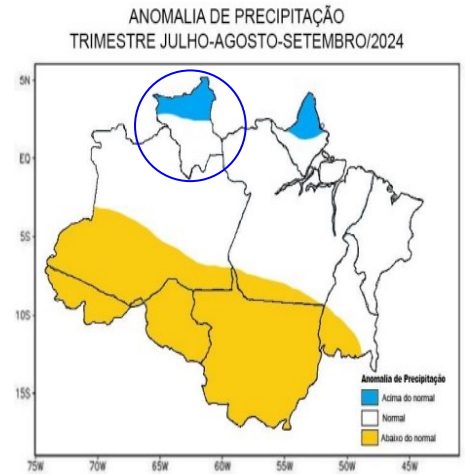 ANOMALIA DE PRECIPITAÇÃO
TRIMESTRE JULHO-AGOSTO-SETEMBRO/2024
5N
EQ
5S
10S
15S
75W 70W 65W 60W 55W 50W 45W
Anomalia de Precipitação
Acima do normal
Normal
Abaixo do normal